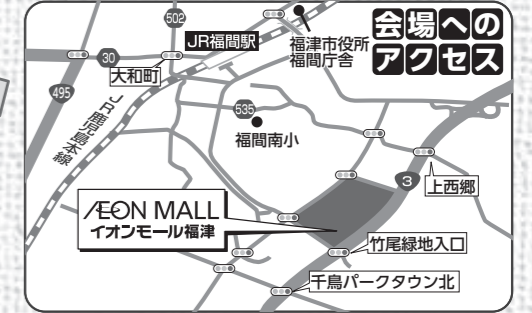 会場への
アクセス
502
JR福間駅
福津市役所
福間庁舎
30
大和町
495
JR鹿児島本線
535
福間南小
3
上西郷
ÆON MALL
イオンモール福津
竹尾緑地入口
千鳥パークタウン北